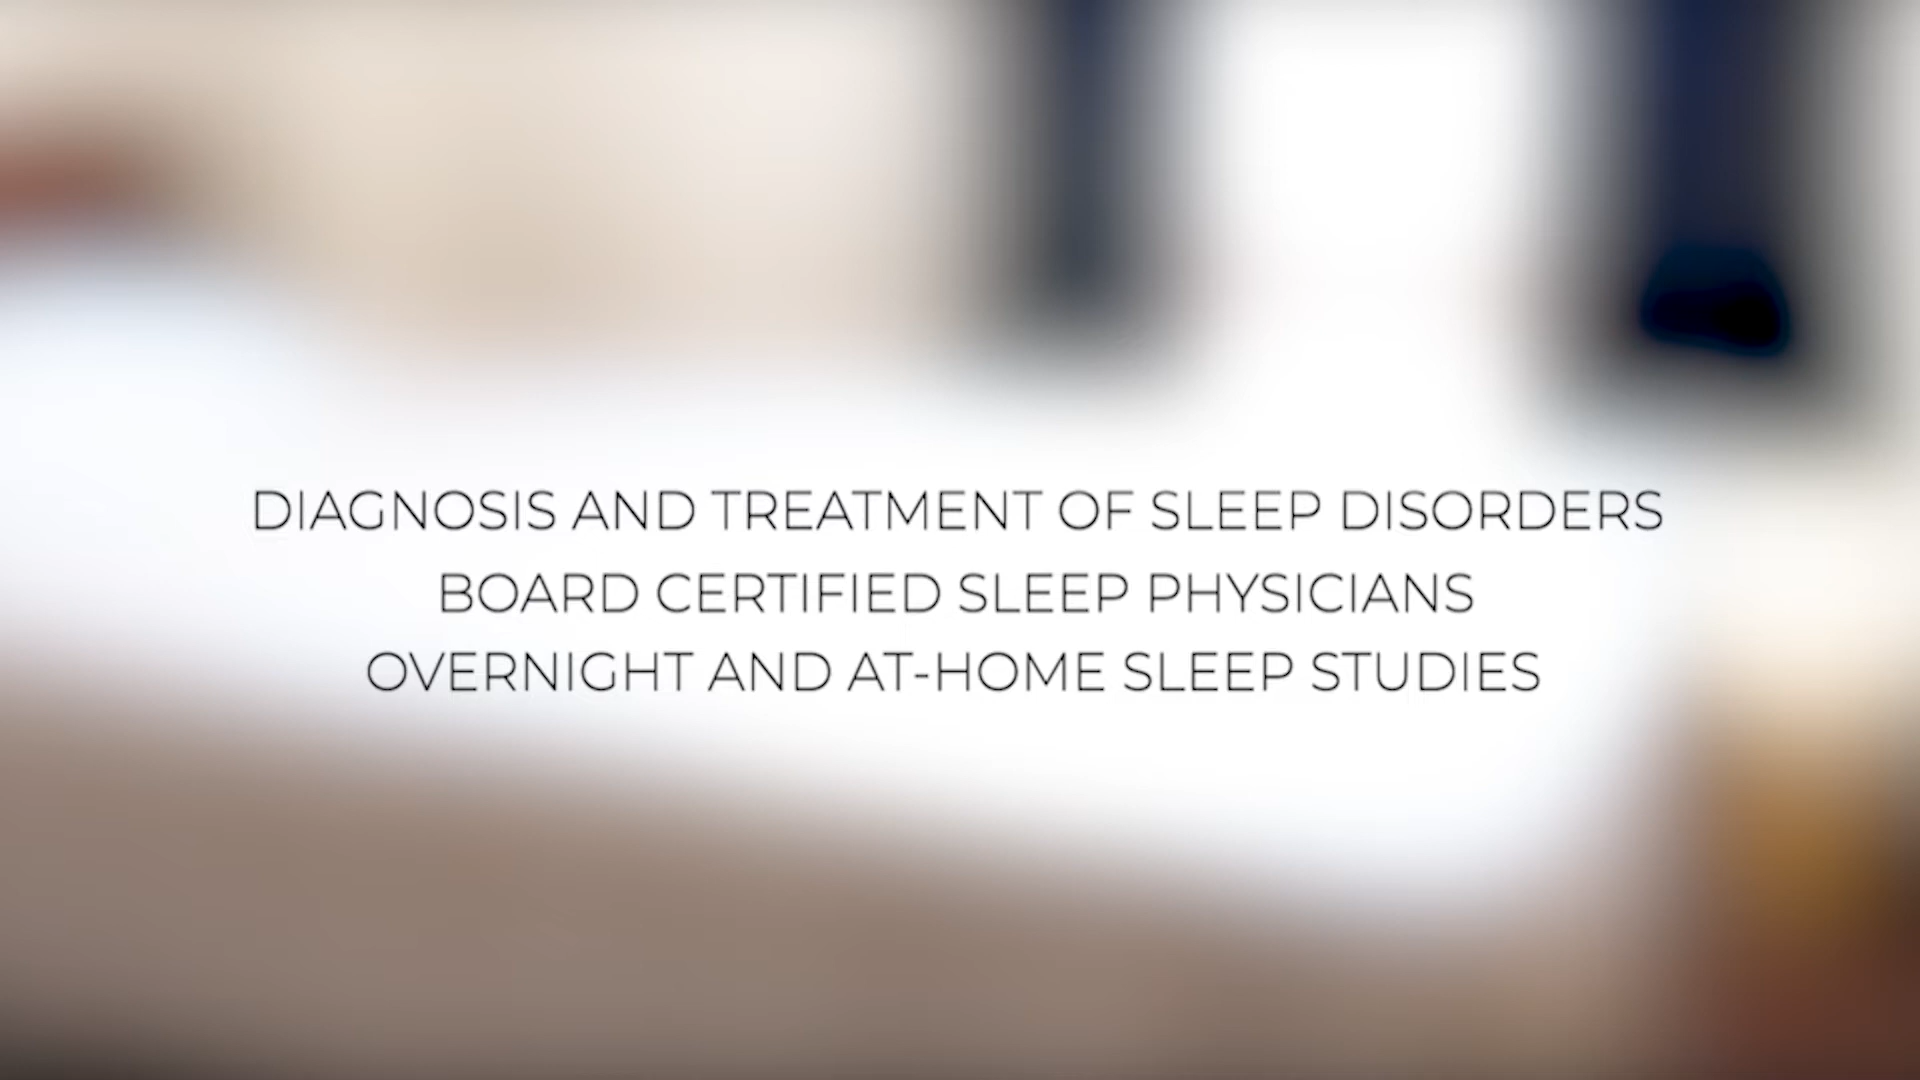 DIAGNOSIS AND TREATMENT OF SLEEP DISORDERS
BOARD CERTIFIED SLEEP PHYSICIANS
OVERNIGHT AND AT-HOME SLEEP STUDIES